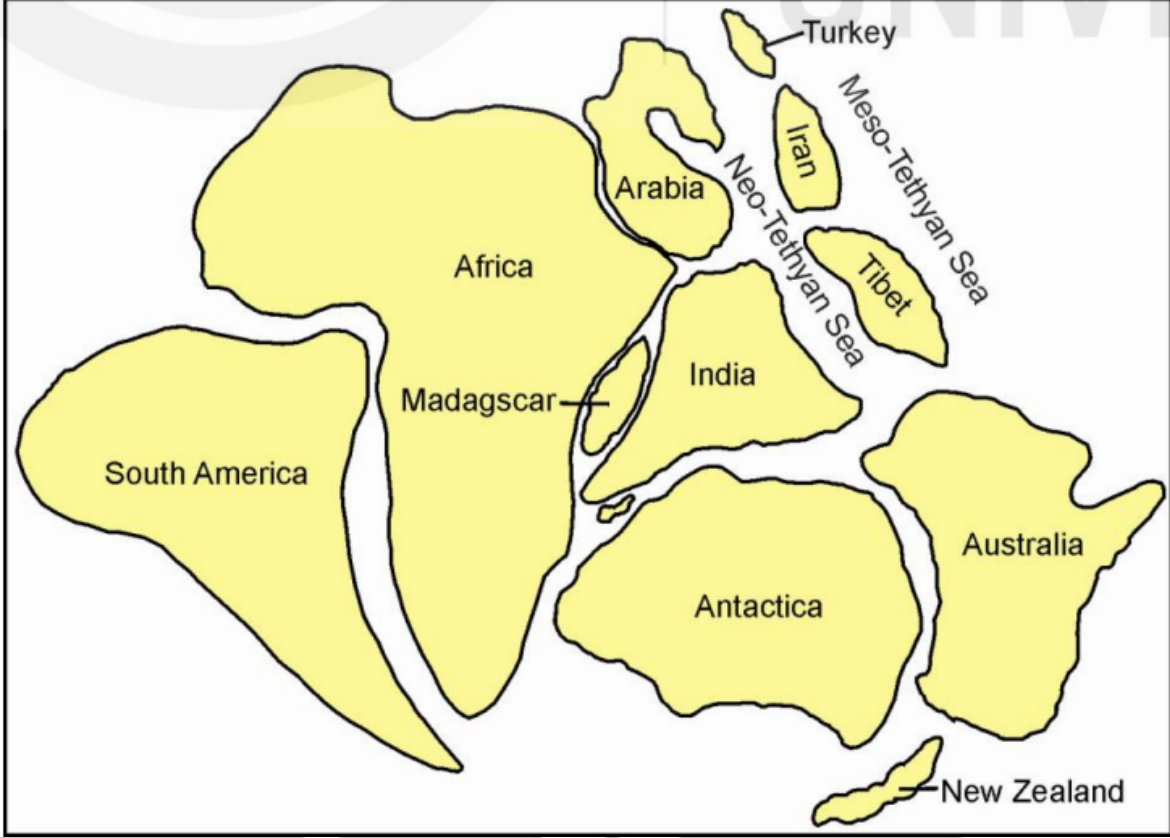 Turkey
Meso-Tethyan Sea
Iran
Neo-Tethyan Sea
Arabia
Africa
Tibet
India
Madagscar
South America
Australia
Antactica
New Zealand